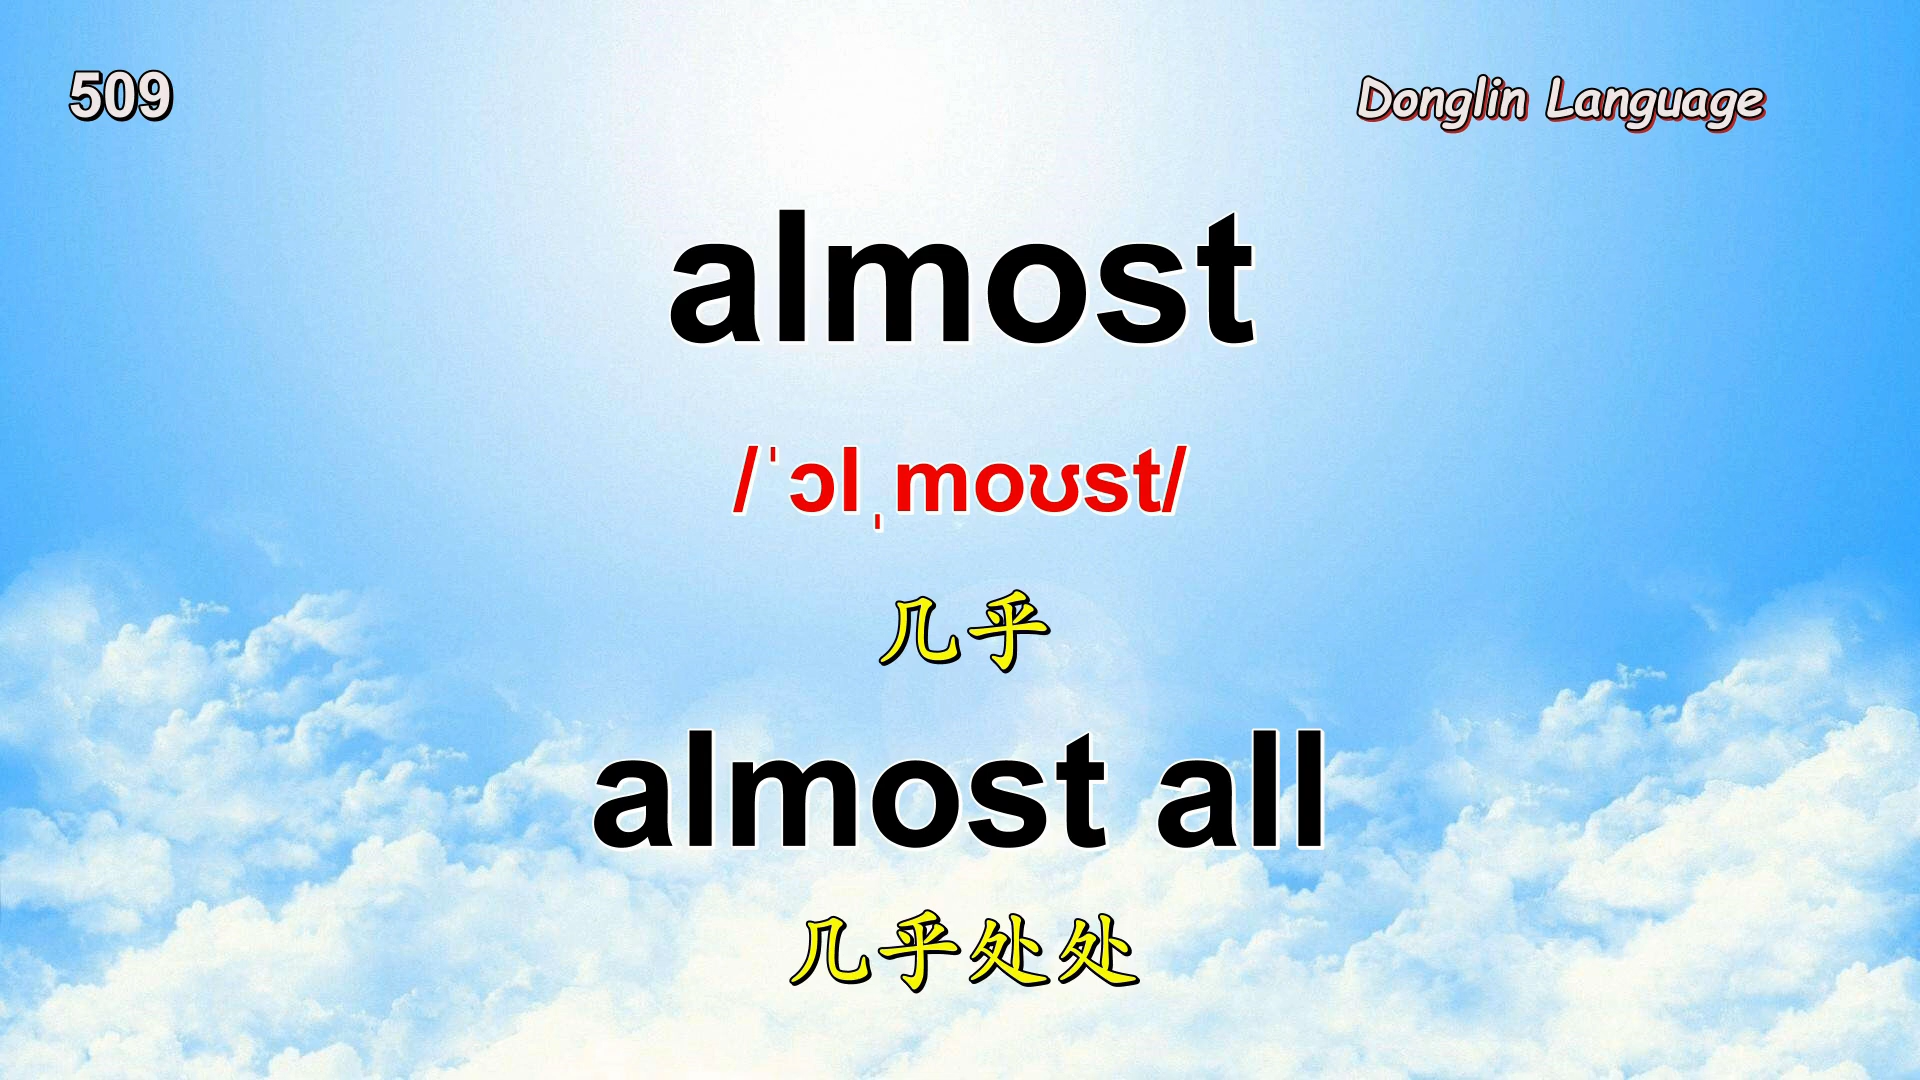 509
Donglin Language
almost
/ˈɔlˌmoʊst/
几乎
almost all
几乎处处